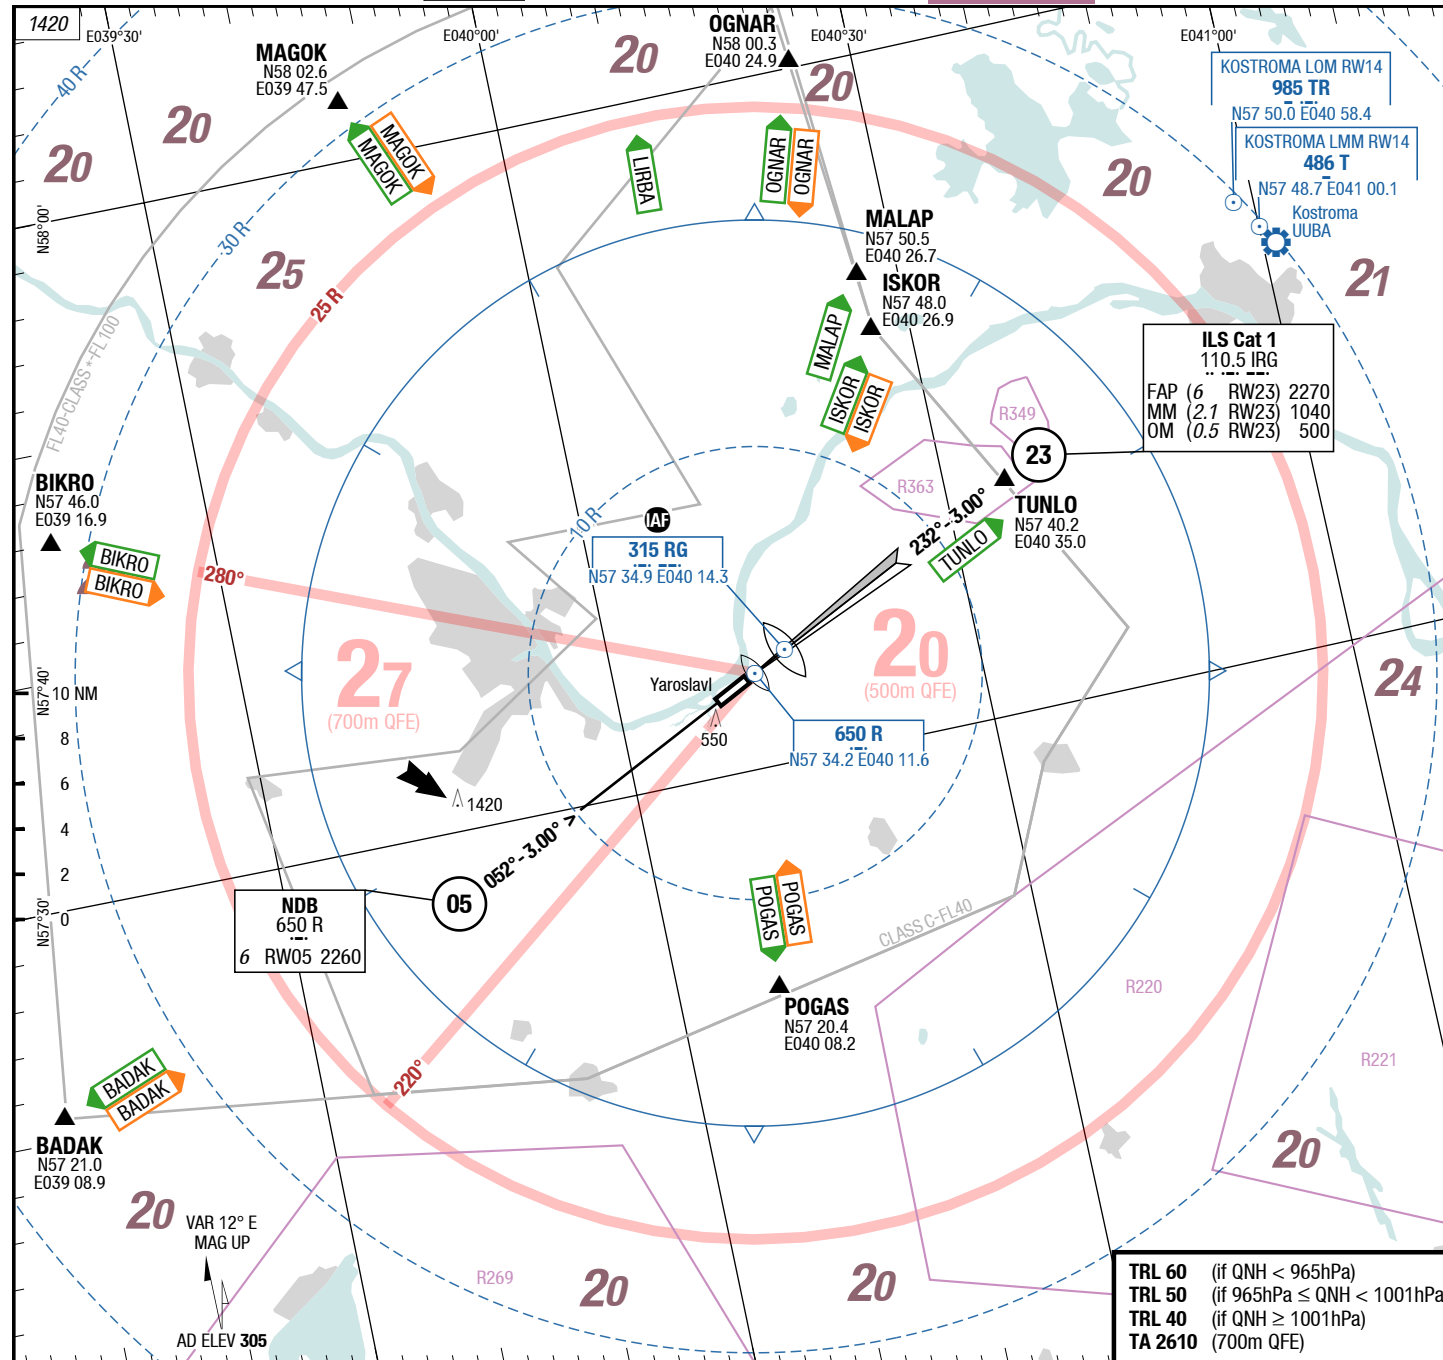 1420
E039°30'
E040°00'
E040°30'
E041°00'
OGNAR
N58 00.3
E040 24.9
MAGOK
N58 02.6
E039 47.5
40 R
20
20
20
20
20
MAGOK
MAGOK
LIRBA
OGNAR
OGNAR
KOSTROMA LOM RW14
985 TR
N57 50.0 E040 58.4
KOSTROMA LMM RW14
486 T
N57 48.7 E041 00.1
Kostroma
UUBA
21
N58°00'
30 R
25
25 R
MALAP
N57 50.5
E040 26.7
ISKOR
N57 48.0
E040 26.9
MALAP
ISKOR
ISKOR
FL40-CLASS *-FL100
ILS Cat 1
110.5 IRG
FAP (6 RW23) 2270
MM (2.1 RW23) 1040
OM (0.5 RW23) 500
R349
23
R363
BIKRO
N57 46.0
E039 16.9
BIKRO
BIKRO
280°
10 R
IAF
315 RG
N57 34.9 E040 14.3
232°-3.00°
TUNLO
N57 40.2
E040 35.0
TUNLO
27
(700m QFE)
20
(500m QFE)
24
N57°40'
10 NM
8
6
4
2
0
Yaroslavl
550
650 R
N57 34.2 E040 11.6
1420
052°-3.00° >
05
NDB
650 R
6 RW05 2260
N57°30'
POGAS
POGAS
CLASS C-FL40
POGAS
N57 20.4
E040 08.2
R220
R221
220°
BADAK
BADAK
BADAK
N57 21.0
E039 08.9
20
20
VAR 12° E
MAG UP
AD ELEV 305
R269
20
20
TRL 60 (if QNH < 965hPa)
TRL 50 (if 965hPa ≤ QNH < 1001hPa
TRL 40 (if QNH ≥ 1001hPa)
TA 2610 (700m QFE)